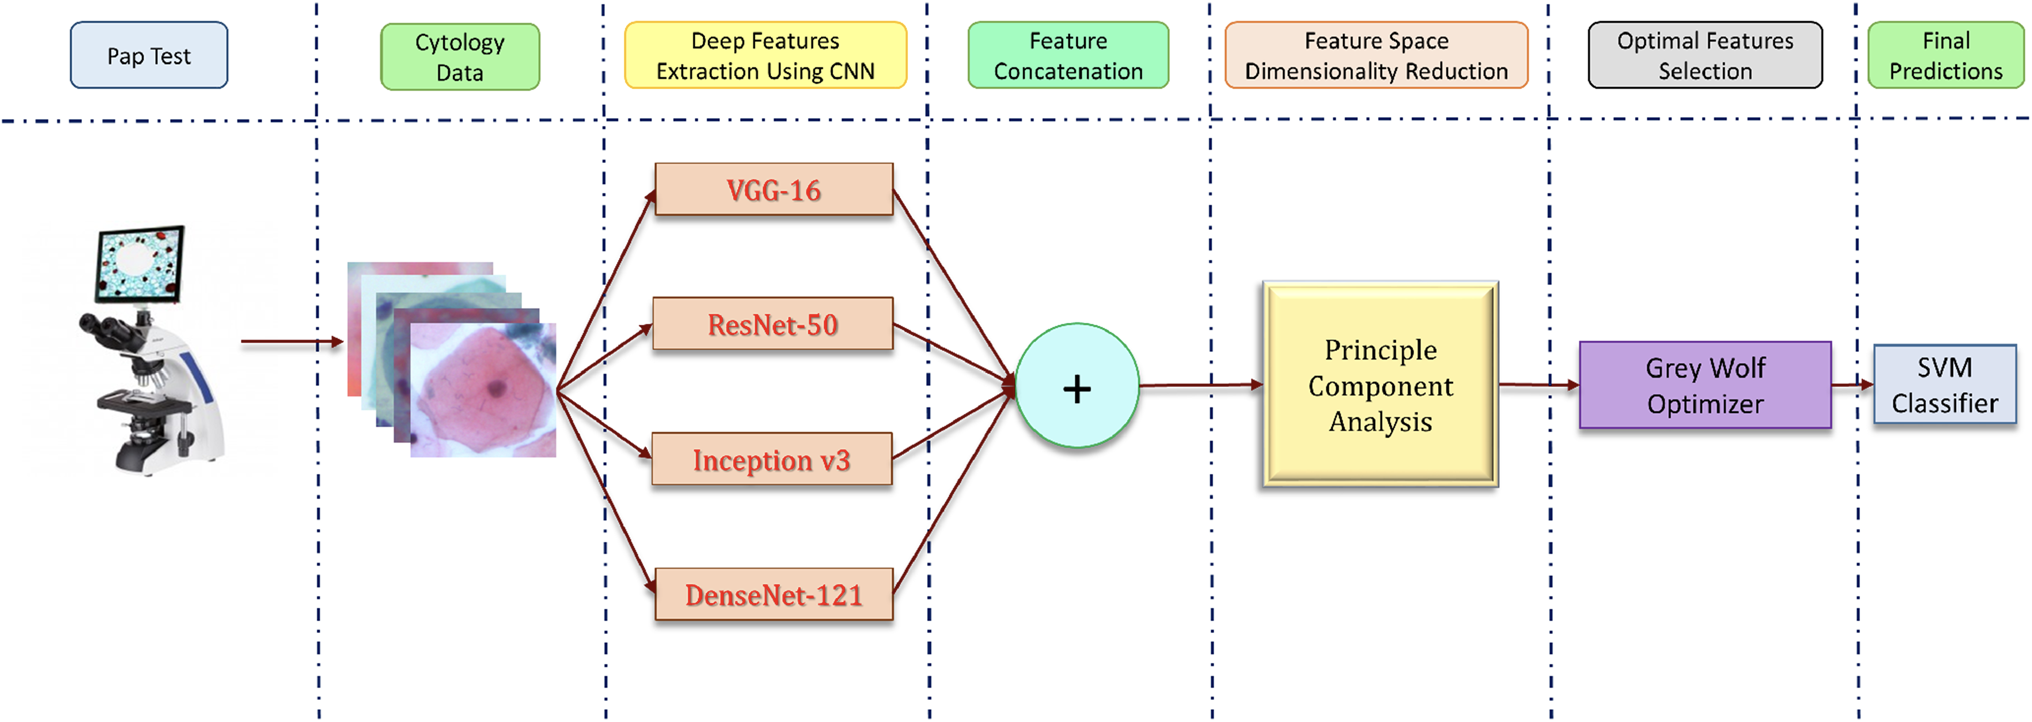 Pap Test
Cytology
Data
Deep Features
Extraction Using CNN
Feature
Concatenation
Feature Space
Dimensionality Reduction
Optimal Features
Selection
Final
Predictions
VGG-16
ResNet-50
Inception v3
DenseNet-121
+
Principle
Component
Analysis
Grey Wolf
Optimizer
SVM
Classifier